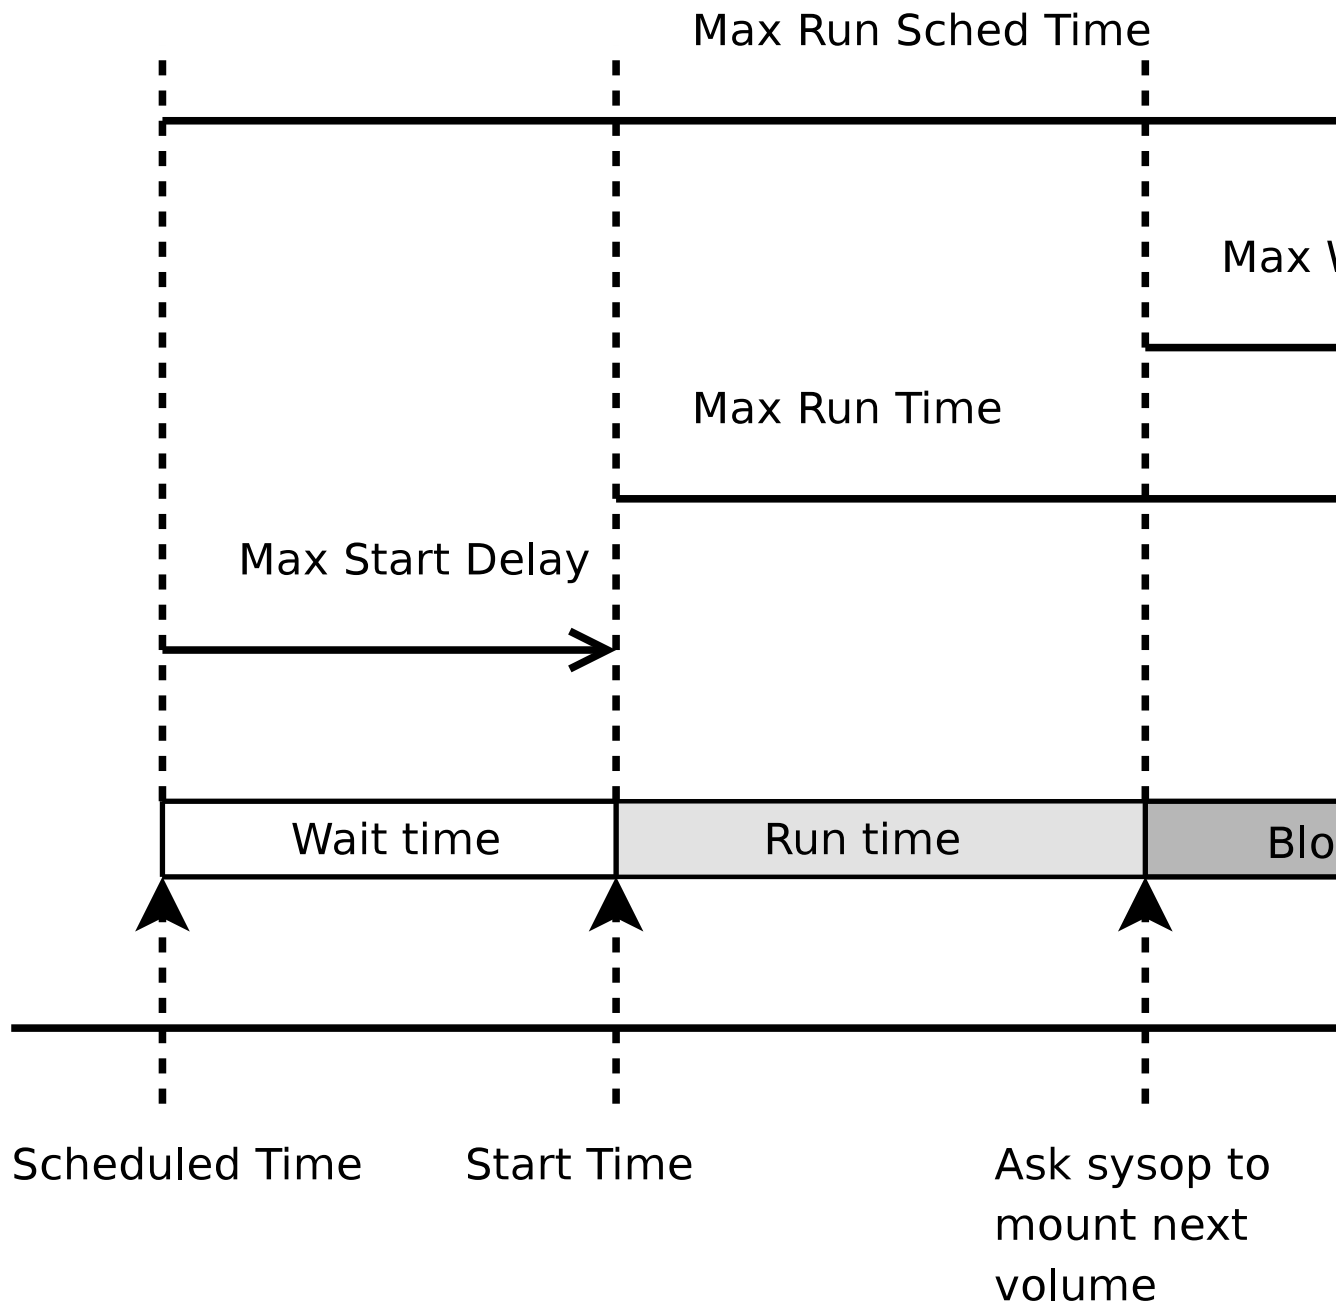 Max Run Sched Time
Max
Max Run Time
Max Start Delay
Wait time
Run time
Scheduled Time
Start Time
Ask sysop to
mount next
volume